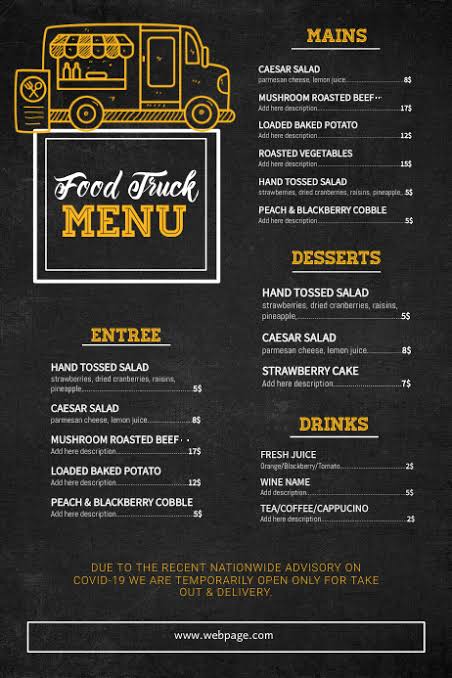 Food Truck
MENU
ENTREE
HAND TOSSED SALAD
strawberries, dried cranberries, raisins,
pineapple...5$
CAESAR SALAD
parmesan cheese, lemon juice...8$
MUSHROOM ROASTED BEEF··
Add here description...17$
LOADED BAKED POTATO
Add here description...12$
PEACH & BLACKBERRY COBBLE
Add here description...5$
MAINS
CAESAR SALAD
parmesan cheese, lemon juice...8$
MUSHROOM ROASTED BEEF··
Add here description...17$
LOADED BAKED POTATO
Add here description...12$
ROASTED VEGETABLES
Add here description...15$
HAND TOSSED SALAD
strawberries, dried cranberries, raisins, pineapple,..5$
PEACH & BLACKBERRY COBBLE
Add here description...5$
DESSERTS
HAND TOSSED SALAD
strawberries, dried cranberries, raisins,
pineapple,...5$
CAESAR SALAD
parmesan cheese, lemon juice...8$
STRAWBERRY CAKE
Add here description...7$
DRINKS
FRESH JUICE
Orange/Blackberry/Tomato...2$
WINE NAME
Add description...5$
TEA/COFFEE/CAPPUCINO
Add here description...2$
DUE TO THE RECENT NATIONWIDE ADVISORY ON
COVID-19 WE ARE TEMPORARILY OPEN ONLY FOR TAKE
OUT & DELIVERY.
www.webpage.com